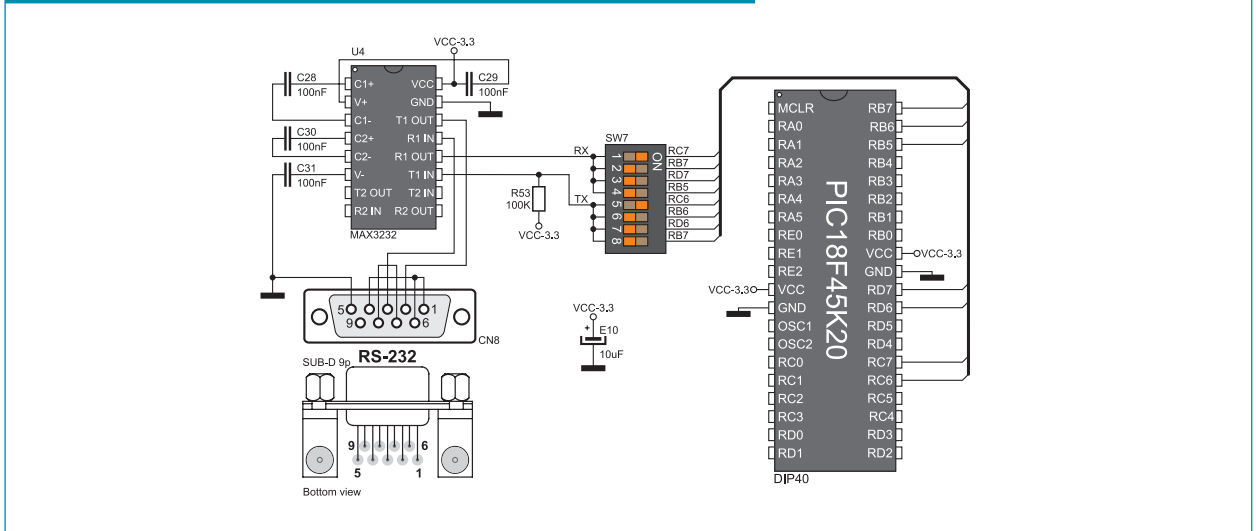 VCC-3.3
U4
C28
100nF
C29
100nF
C30
100nF
C31
100nF
C1+
V+
C1-
C2+
C2-
V-
T2 OUT
R2 IN
VCC
GND
T1 OUT
R1 IN
R1 OUT
T1 IN
T2 IN
R2 OUT
MAX3232
R53
100K
VCC-3.3
RX
TX
SW7
ON
1
2
3
4
5
6
7
8
RC7
RB7
RD7
RB5
RC6
RB6
RD6
RB7
MCLR
RA0
RA1
RA2
RA3
RA4
RA5
RE0
RE1
RE2
VCC
GND
OSC1
OSC2
RC0
RC1
RC2
RC3
RD0
RD1
PIC18F45K20
RB7
RB6
RB5
RB4
RB3
RB2
RB1
RB0
VCC
GND
RD7
RD6
RD5
RD4
RC7
RC6
RC5
RC4
RD3
RD2
VCC-3.3
VCC-3.3
DIP40
5
1
9
6
CN8
VCC-3.3
+
E10
10uF
SUB-D 9p
RS-232
9
6
5
1
Bottom view